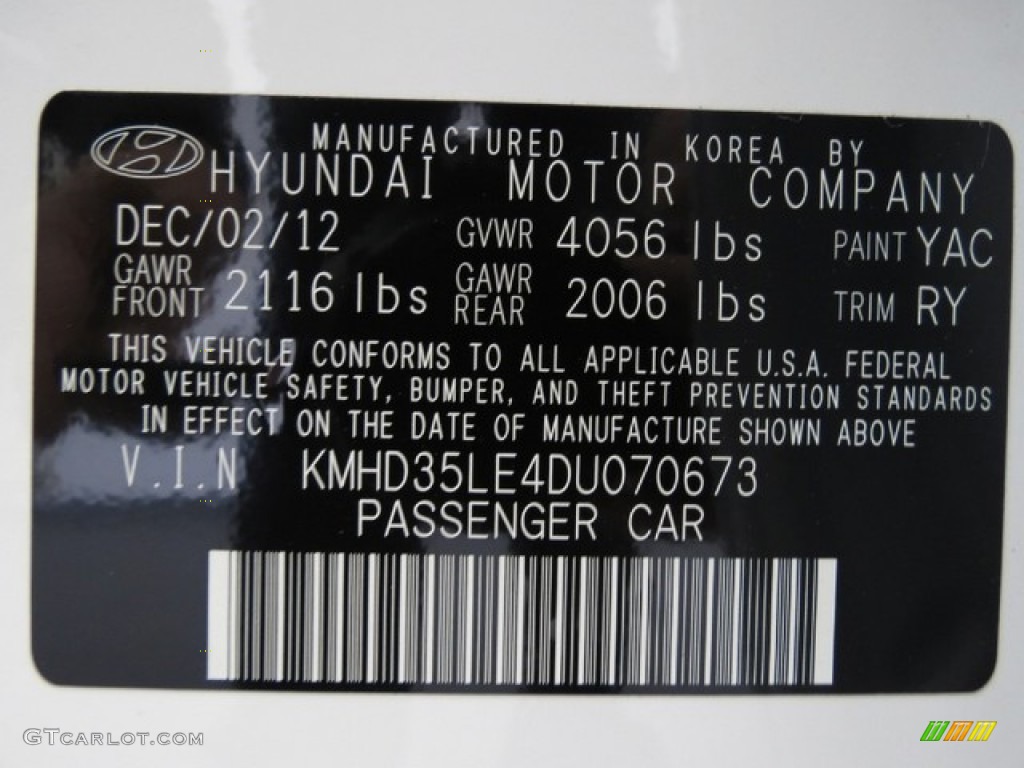 MANUFACTURED IN KOREA BY
HYUNDAI MOTOR COMPANY
DEC/02/12 GVWR 4056 lbs PAINT YAC
GAWR FRONT 2116 lbs GAWR REAR 2006 lbs TRIM RY
THIS VEHICLE CONFORMS TO ALL APPLICABLE U.S.A. FEDERAL
MOTOR VEHICLE SAFETY, BUMPER, AND THEFT PREVENTION STANDARDS
IN EFFECT ON THE DATE OF MANUFACTURE SHOWN ABOVE
V.I.N KMHD35LE4DU070673
PASSENGER CAR
GTCARLOT.COM